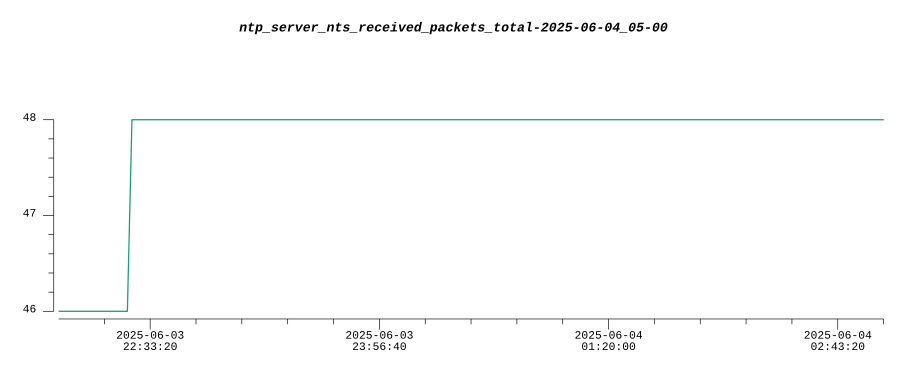 ntp_server_nts_received_packets_total-2025-06-04_05-00
48
47
46
2025-06-03 2025-06-03 2025-06-04 2025-06-04
22:33:20 23:56:40 01:20:00 02:43:20